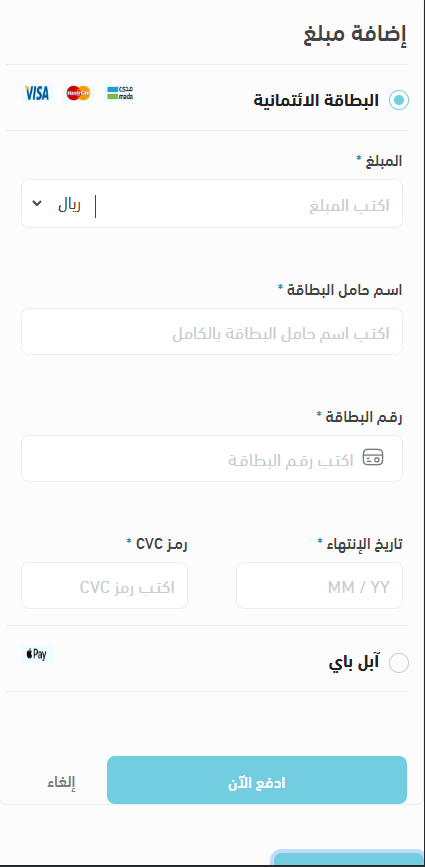 إضافة مبلغ
البطاقة الائتمانية
مدى mada MasterCard VISA
المبلغ *
اكتب المبلغ
ريال
اسم حامل البطاقة *
اكتب اسم حامل البطاقة بالكامل
رقم البطاقة *
اكتب رقم البطاقة
تاريخ الإنتهاء *
رمز CVC *
MM / YY
اكتب رمز CVC
آبل باي
Pay
ادفع الآن
إلغاء